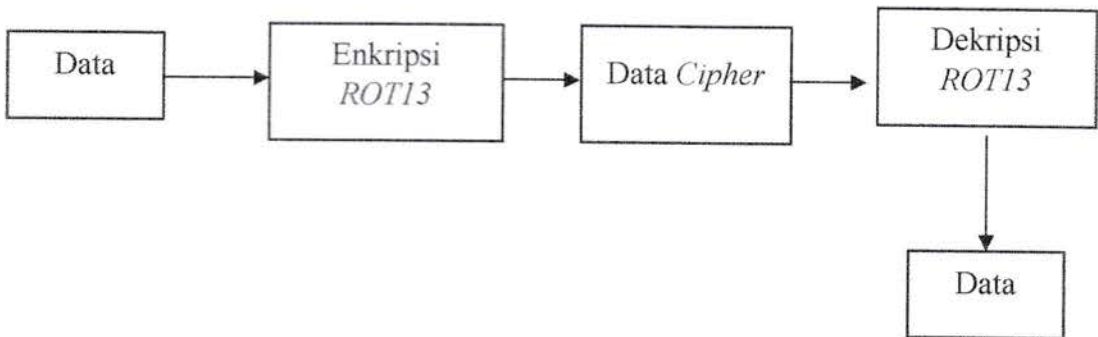 Data
Enkripsi
ROT13
Data Cipher
Dekripsi
ROT13
Data